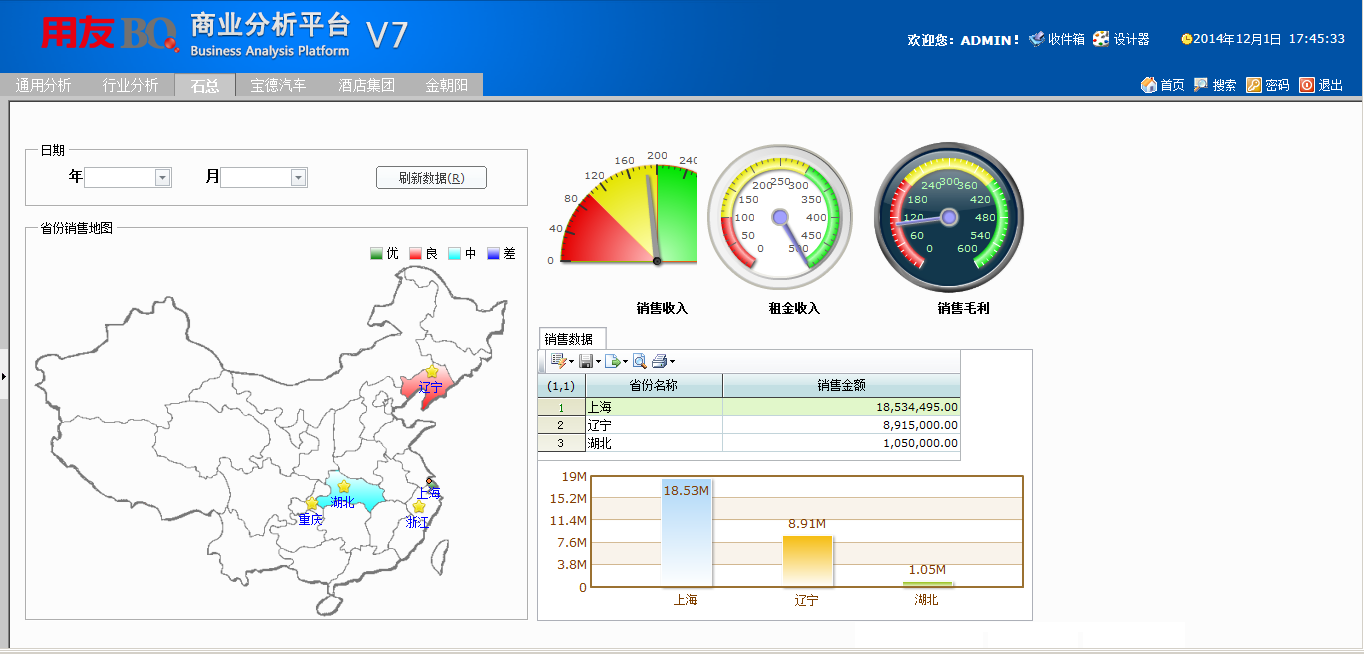 用友 BQ 商业分析平台 V7
Business Analysis Platform
欢迎您：ADMIN！ 收件箱 设计器 2014年12月1日 17:45:33
通用分析 行业分析 石总 宝德汽车 酒店集团 金朝阳
首页 搜索 密码 退出
日期
年 月 刷新数据(R)
省份销售地图
优 良 中 差
辽宁
上海
湖北
重庆
浙江
0 40 80 120 160 200 240
销售收入
0 50 100 150 200 250 300 350 400 450 500
租金收入
0 60 120 180 240 300 360 420 480 540 600
销售毛利
销售数据
(1,1) 省份名称 销售金额
1 上海 18,534,495.00
2 辽宁 8,915,000.00
3 湖北 1,050,000.00
19M
15.2M
11.4M
7.6M
3.8M
0
18.53M
8.91M
1.05M
上海 辽宁 湖北